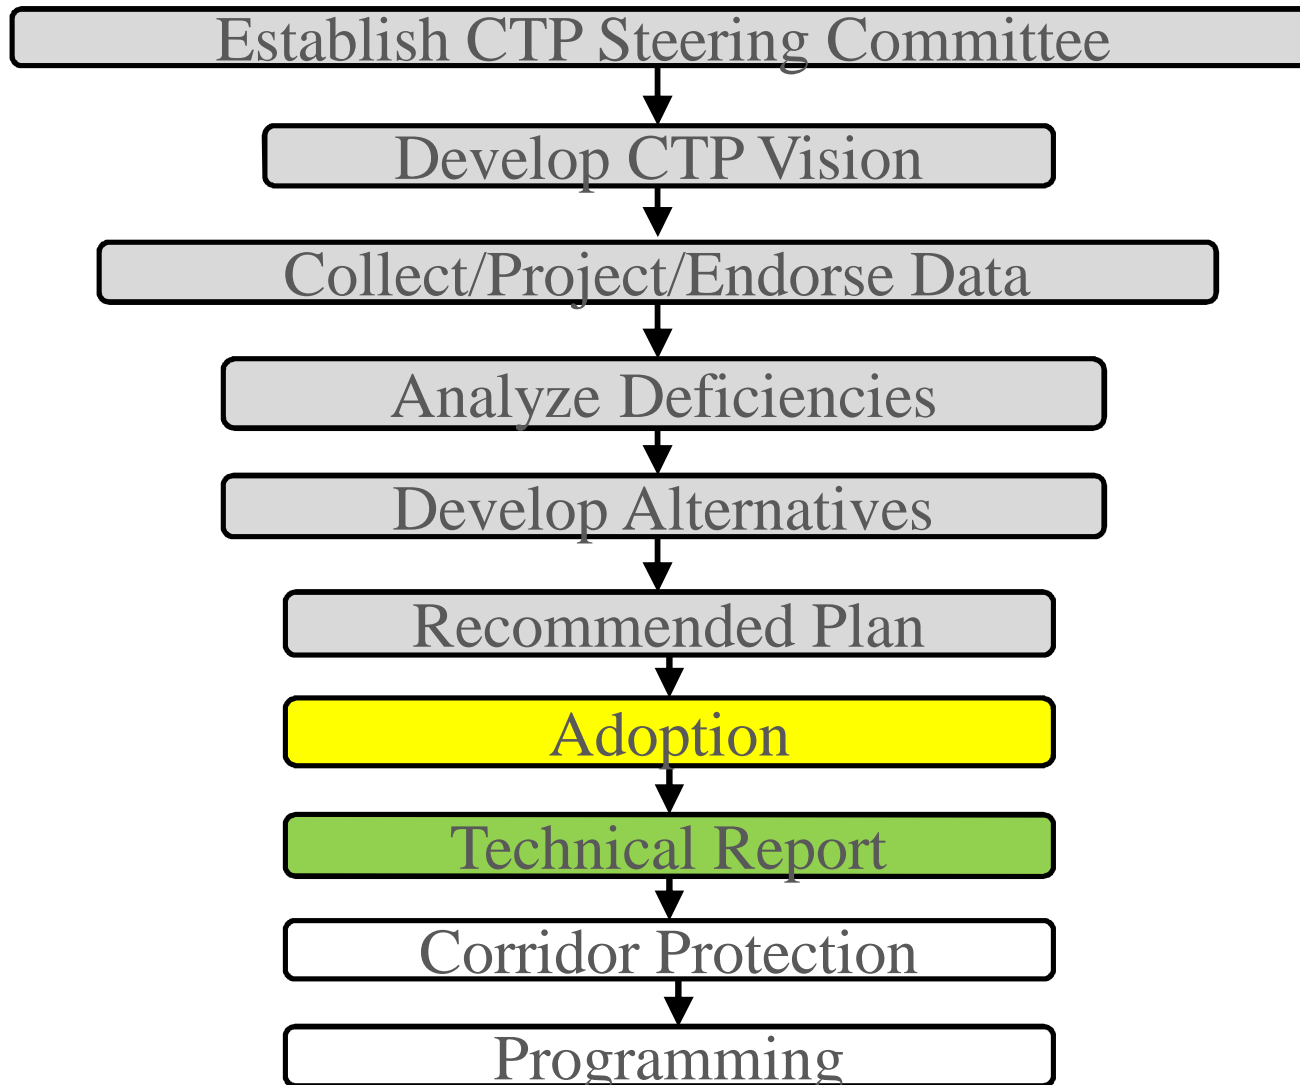 Establish CTP Steering Committee
Develop CTP Vision
Collect/Project/Endorse Data
Analyze Deficiencies
Develop Alternatives
Recommended Plan
Adoption
Technical Report
Corridor Protection
Programming